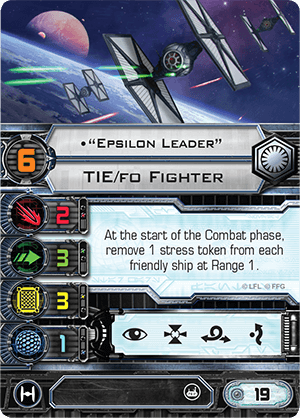 •"Epsilon Leader"
6
TIE/fo Fighter
2
At the start of the Combat phase,
remove 1 stress token from each
friendly ship at Range 1.
3
©LFL ©FFG
3
1
19